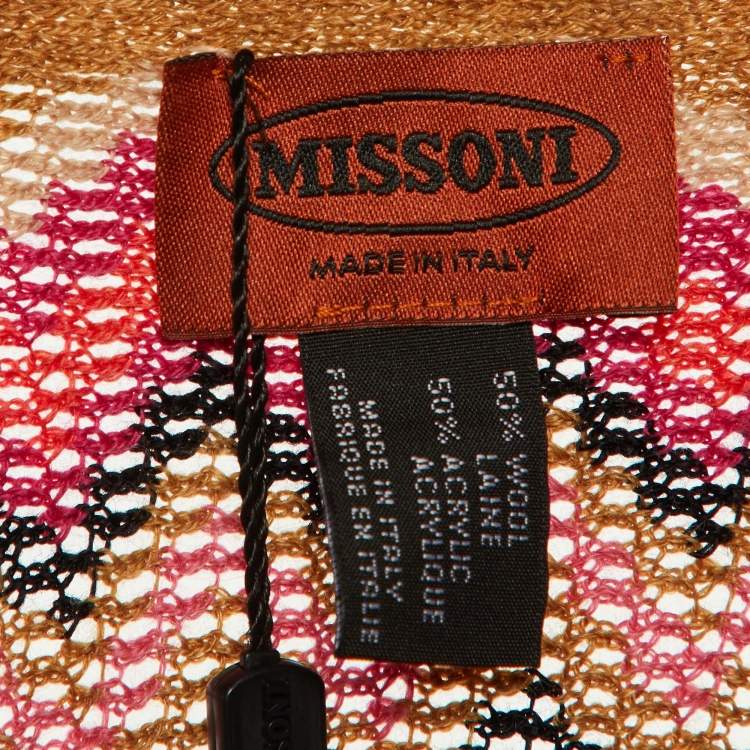 MISSONI
MADE IN ITALY
50% WOOL
LAINE
50% ACRYLIC
ACRYLIQUE
MADE IN ITALY
FABRIQUE EN ITALIE